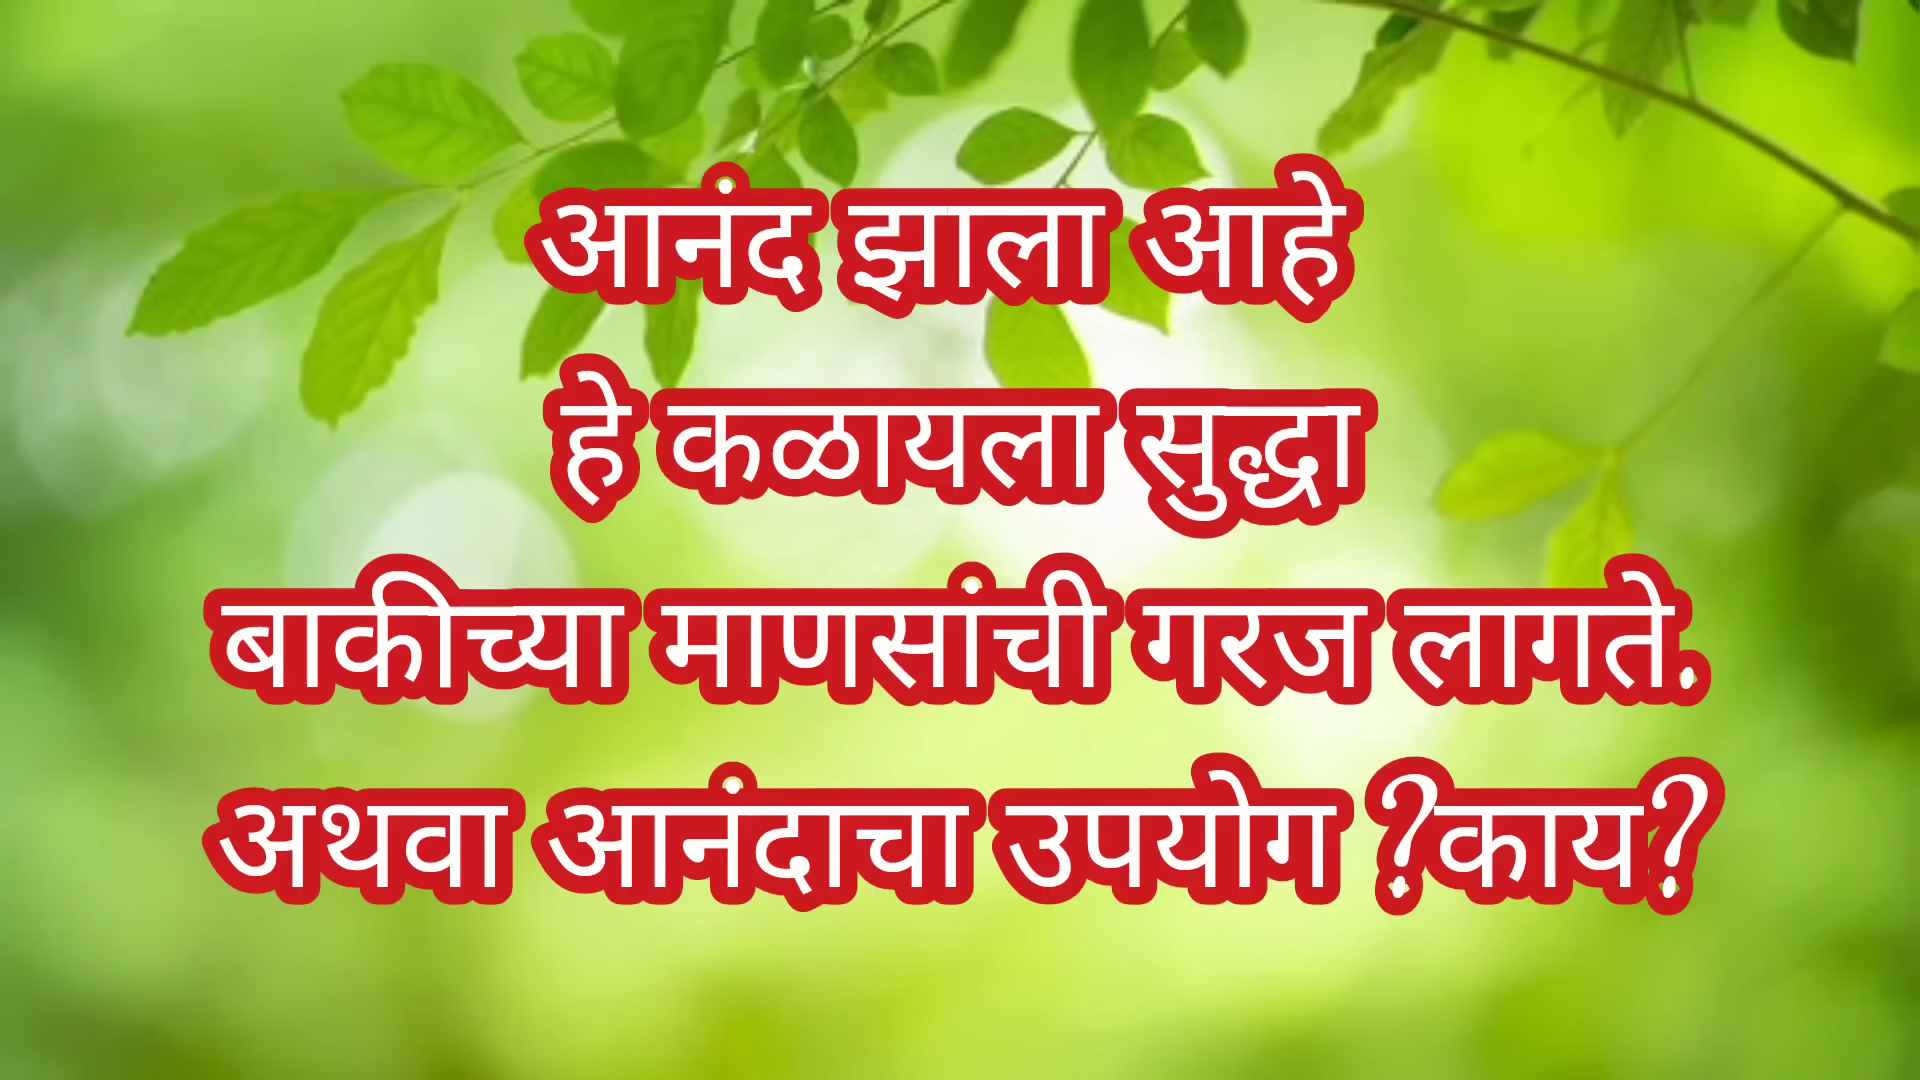 आनंद झाला आहे
हे कळायला सुद्धा
बाकीच्या माणसांची गरज लागते.
अथवा आनंदाचा उपयोग ?काय?